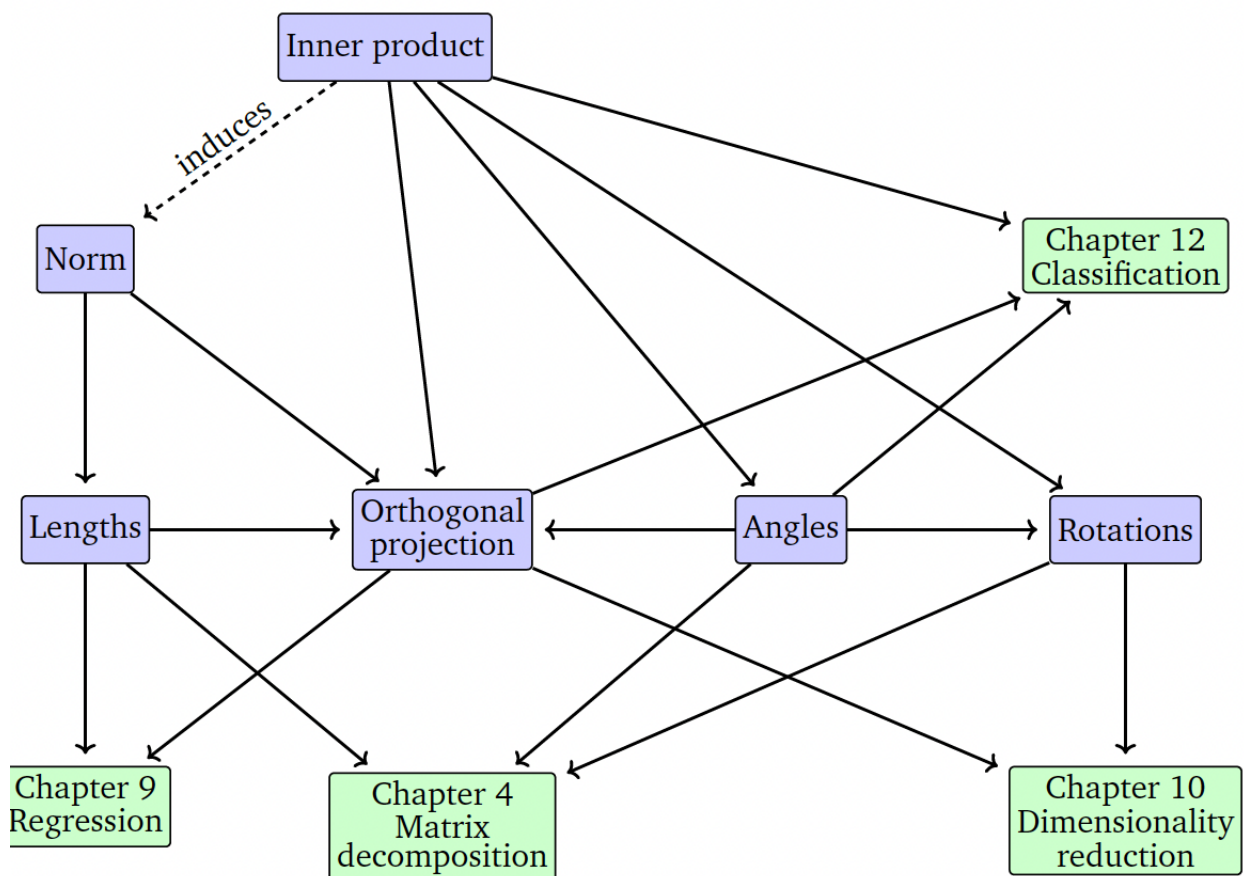 Inner product
induces
Norm
Chapter 12
Classification
Lengths
Orthogonal
projection
Angles
Rotations
Chapter 9
Regression
Chapter 4
Matrix
decomposition
Chapter 10
Dimensionality
reduction